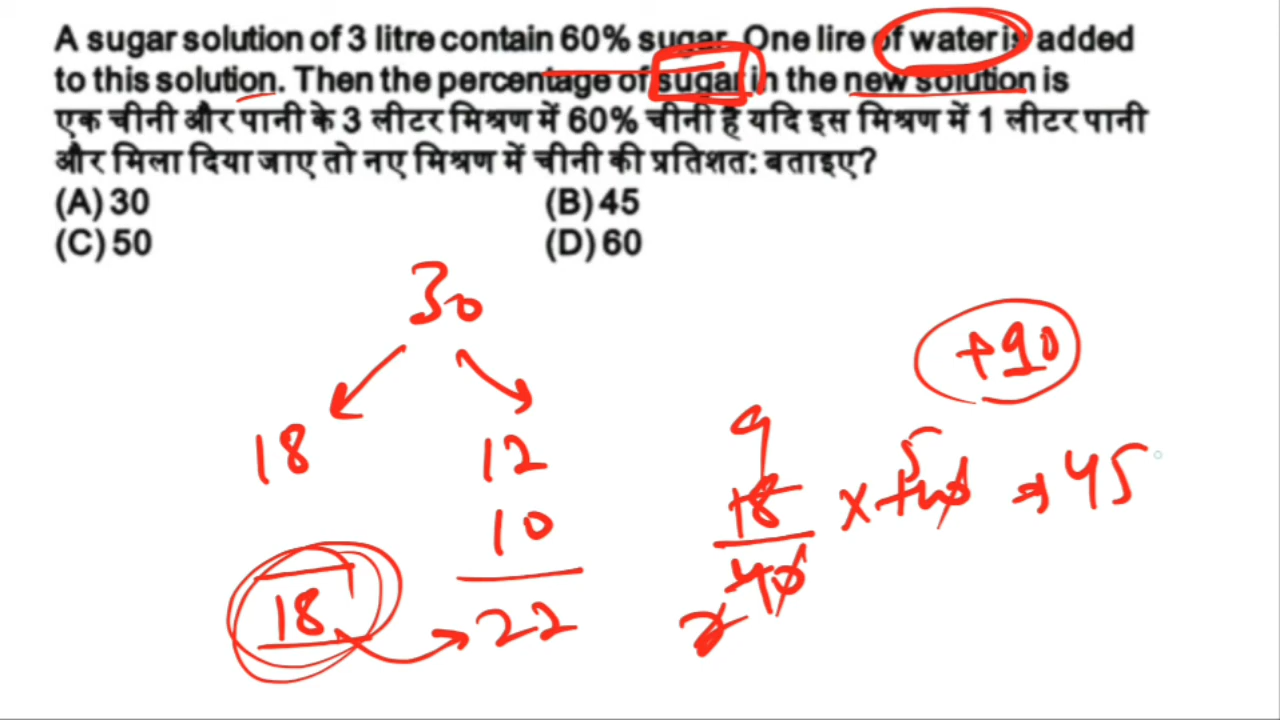 A sugar solution of 3 litre contain 60% sugar. One lire of water is added
to this solution. Then the percentage of sugar in the new solution is
एक चीनी और पानी के 3 लीटर मिश्रण में 60% चीनी है यदि इस मिश्रण में 1 लीटर पानी
और मिला दिया जाए तो नए मिश्रण में चीनी की प्रतिशत: बताइए?
(A) 30 (B) 45
(C) 50 (D) 60
30
+90
18 12
10
18 22
9
18 × 5 → 45
40
2